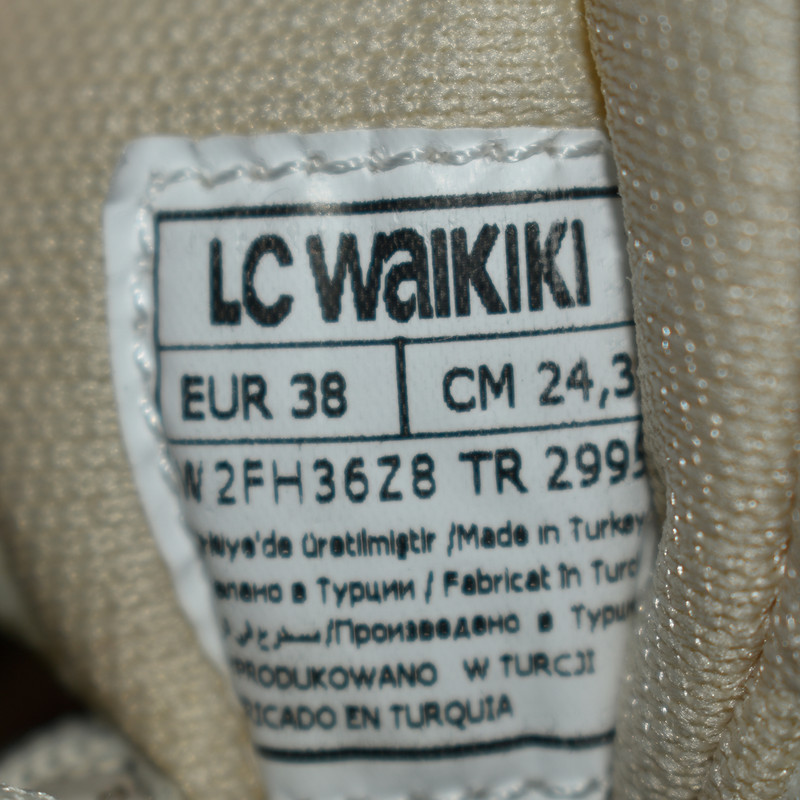 LC WAIKIKI
EUR 38 CM 24,3
W 2FH36Z8 TR 2995
üretilmiştir /Made in Turkey
в Турции / Fabricat în
/Произведено в
PRODUKOWANO W TURCJI
EN TURQUIA